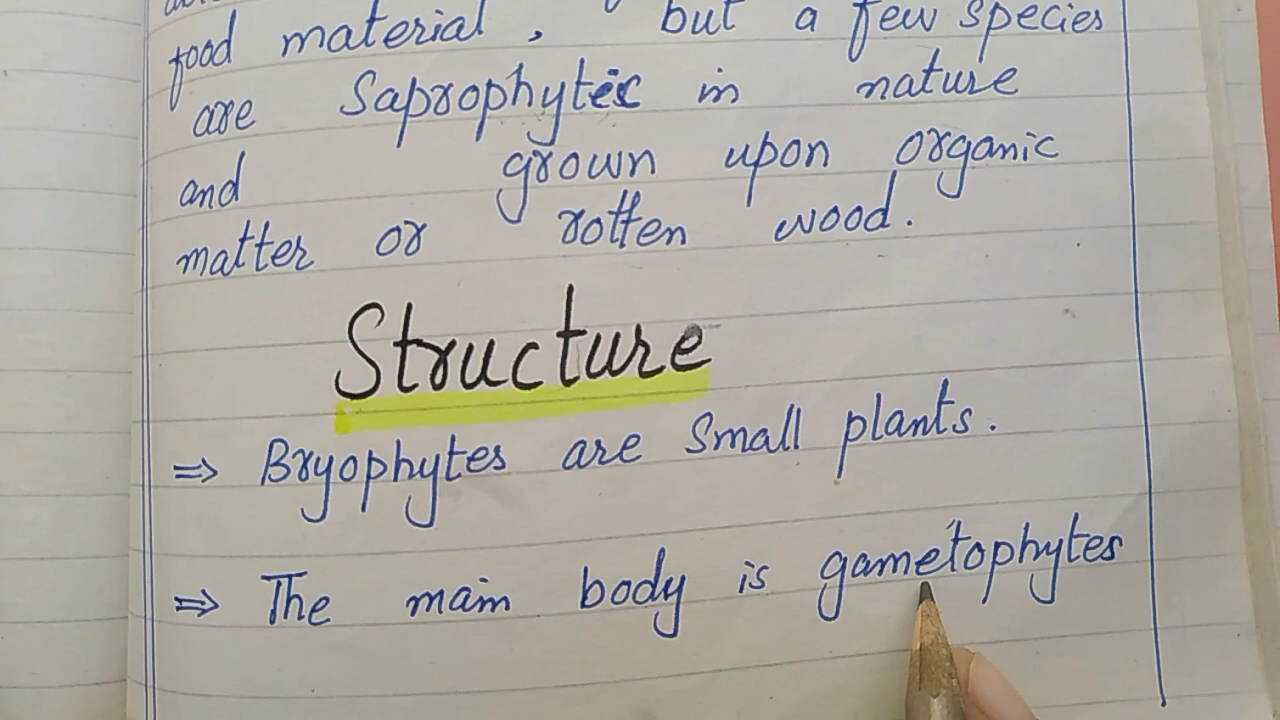 food material, but a few species
are Saprophytic in nature
and grown upon organic
matter or rotten wood.
Structure
⇒ Bryophytes are Small plants.
⇒ The main body is gametophytes